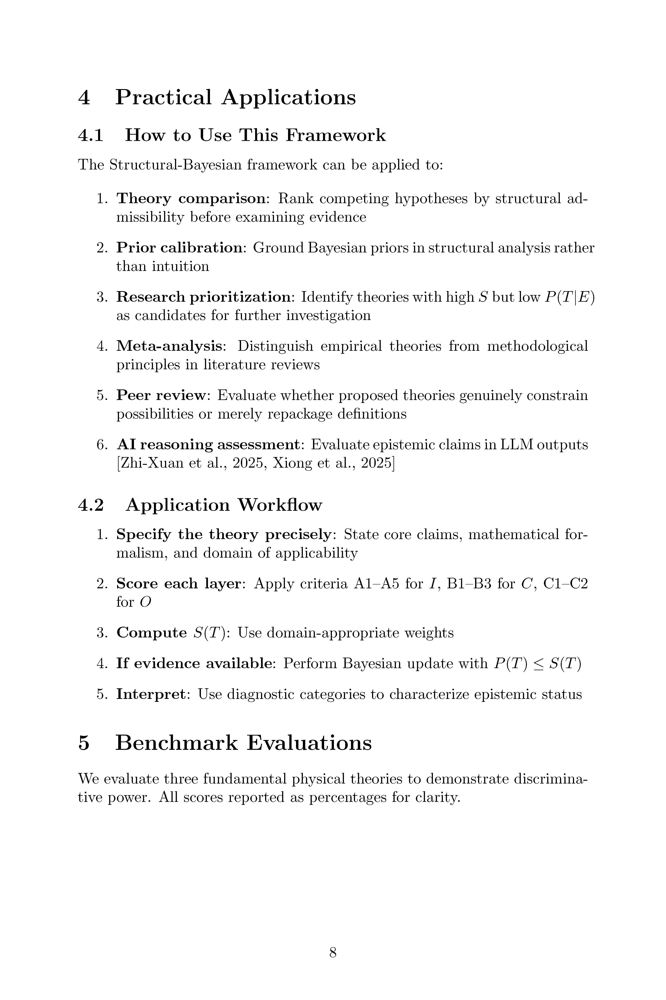 4 Practical Applications
4.1 How to Use This Framework
The Structural-Bayesian framework can be applied to:
1. Theory comparison: Rank competing hypotheses by structural ad-
missibility before examining evidence
2. Prior calibration: Ground Bayesian priors in structural analysis rather
than intuition
3. Research prioritization: Identify theories with high S but low P(T|E)
as candidates for further investigation
4. Meta-analysis: Distinguish empirical theories from methodological
principles in literature reviews
5. Peer review: Evaluate whether proposed theories genuinely constrain
possibilities or merely repackage definitions
6. AI reasoning assessment: Evaluate epistemic claims in LLM outputs
[Zhi-Xuan et al., 2025, Xiong et al., 2025]
4.2 Application Workflow
1. Specify the theory precisely: State core claims, mathematical for-
malism, and domain of applicability
2. Score each layer: Apply criteria A1–A5 for I, B1–B3 for C, C1–C2
for O
3. Compute S(T): Use domain-appropriate weights
4. If evidence available: Perform Bayesian update with P(T) ≤ S(T)
5. Interpret: Use diagnostic categories to characterize epistemic status
5 Benchmark Evaluations
We evaluate three fundamental physical theories to demonstrate discrimina-
tive power. All scores reported as percentages for clarity.
8